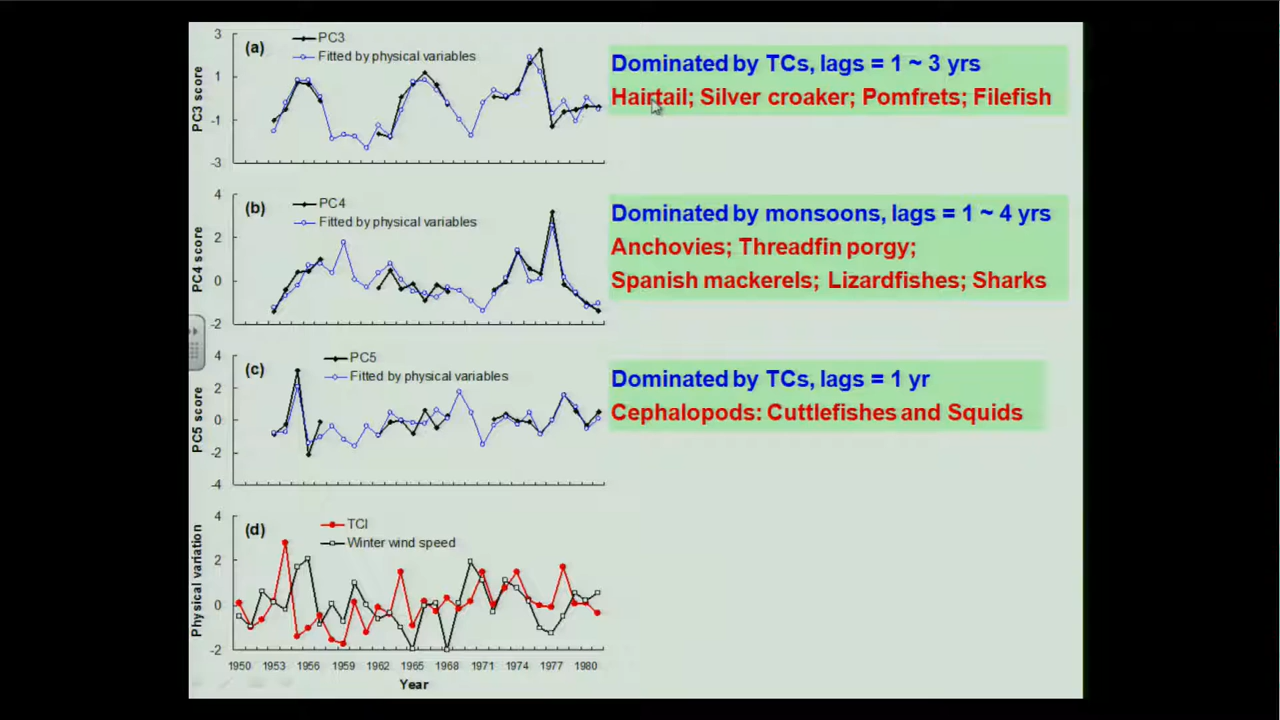 3
(a)
PC3
Fitted by physical variables
1
-1
-3
PC3 score
Dominated by TCs, lags = 1 ~ 3 yrs
Hairtail; Silver croaker; Pomfrets; Filefish
4
(b)
PC4
Fitted by physical variables
2
0
-2
PC4 score
Dominated by monsoons, lags = 1 ~ 4 yrs
Anchovies; Threadfin porgy;
Spanish mackerels; Lizardfishes; Sharks
4
(c)
PC5
Fitted by physical variables
2
0
-2
-4
PC5 score
Dominated by TCs, lags = 1 yr
Cephalopods: Cuttlefishes and Squids
4
(d)
TCI
Winter wind speed
2
0
-2
Physical variation
1950 1953 1956 1959 1962 1965 1968 1971 1974 1977 1980
Year